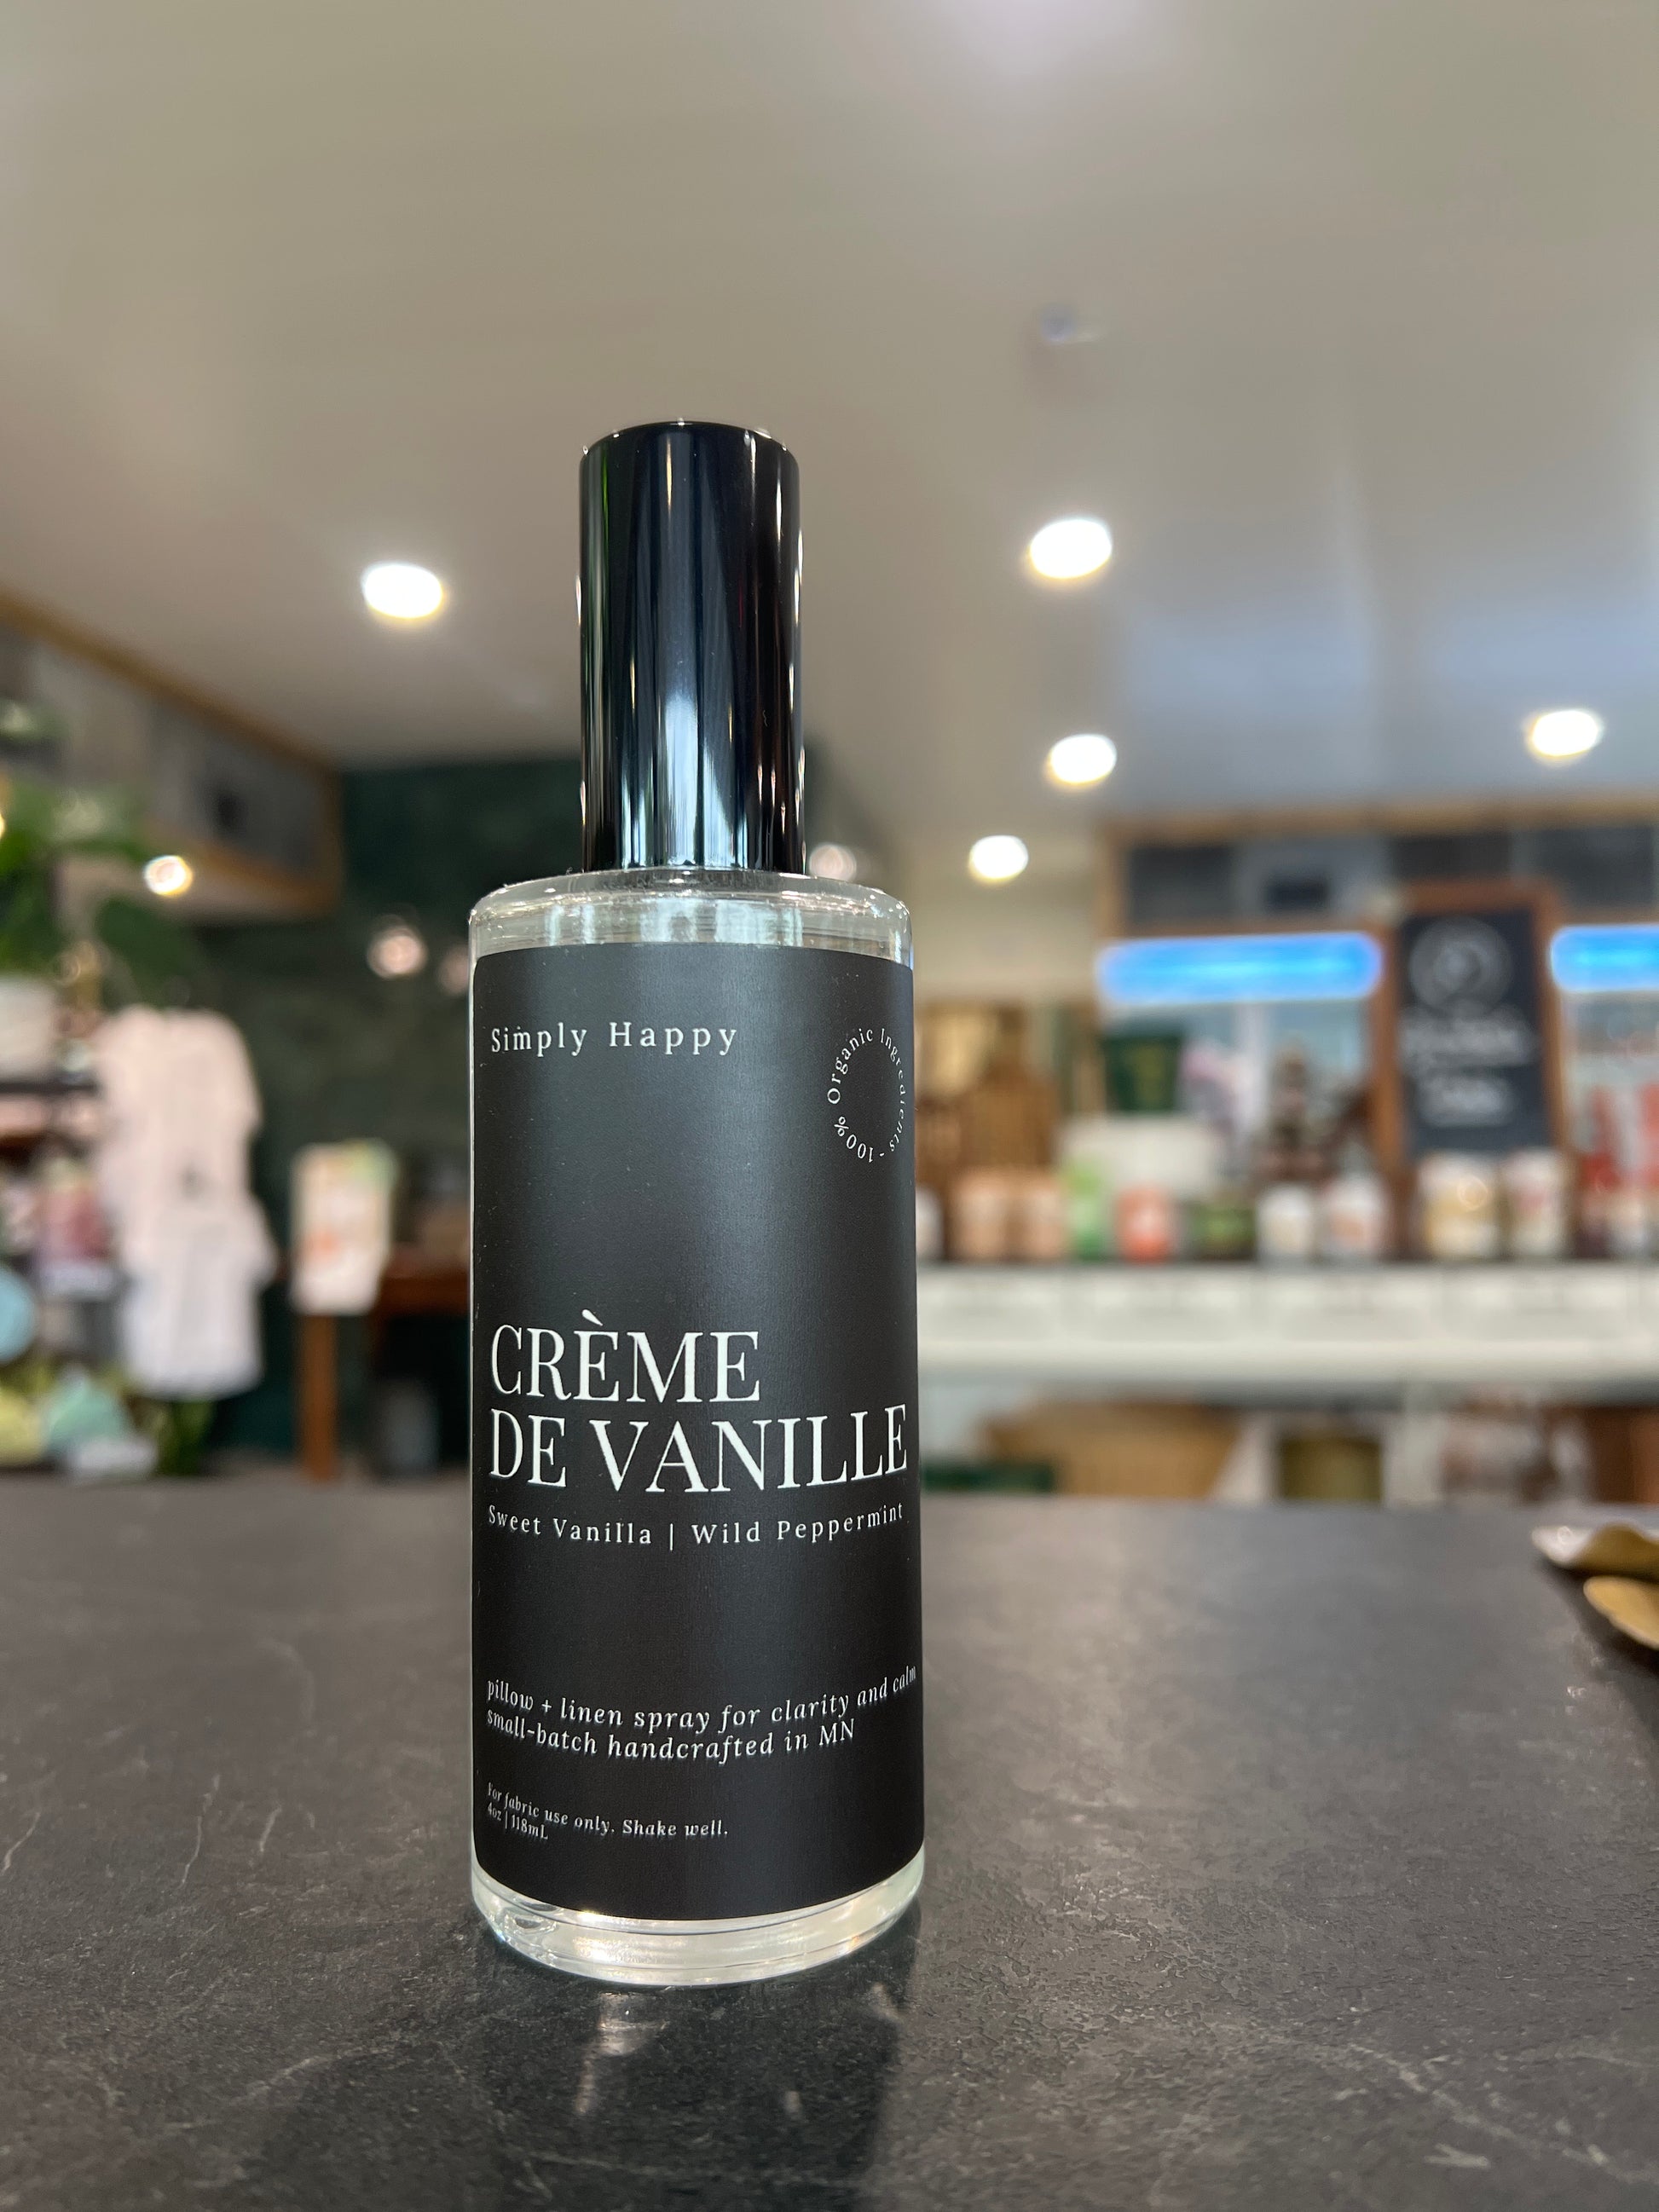 Simply Happy
100% Organic Ingredients -
CRÈME
DE VANILLE
Sweet Vanilla | Wild Peppermint
pillow + linen spray for clarity and calm
small-batch handcrafted in MN
For fabric use only. Shake well.
4oz | 118mL